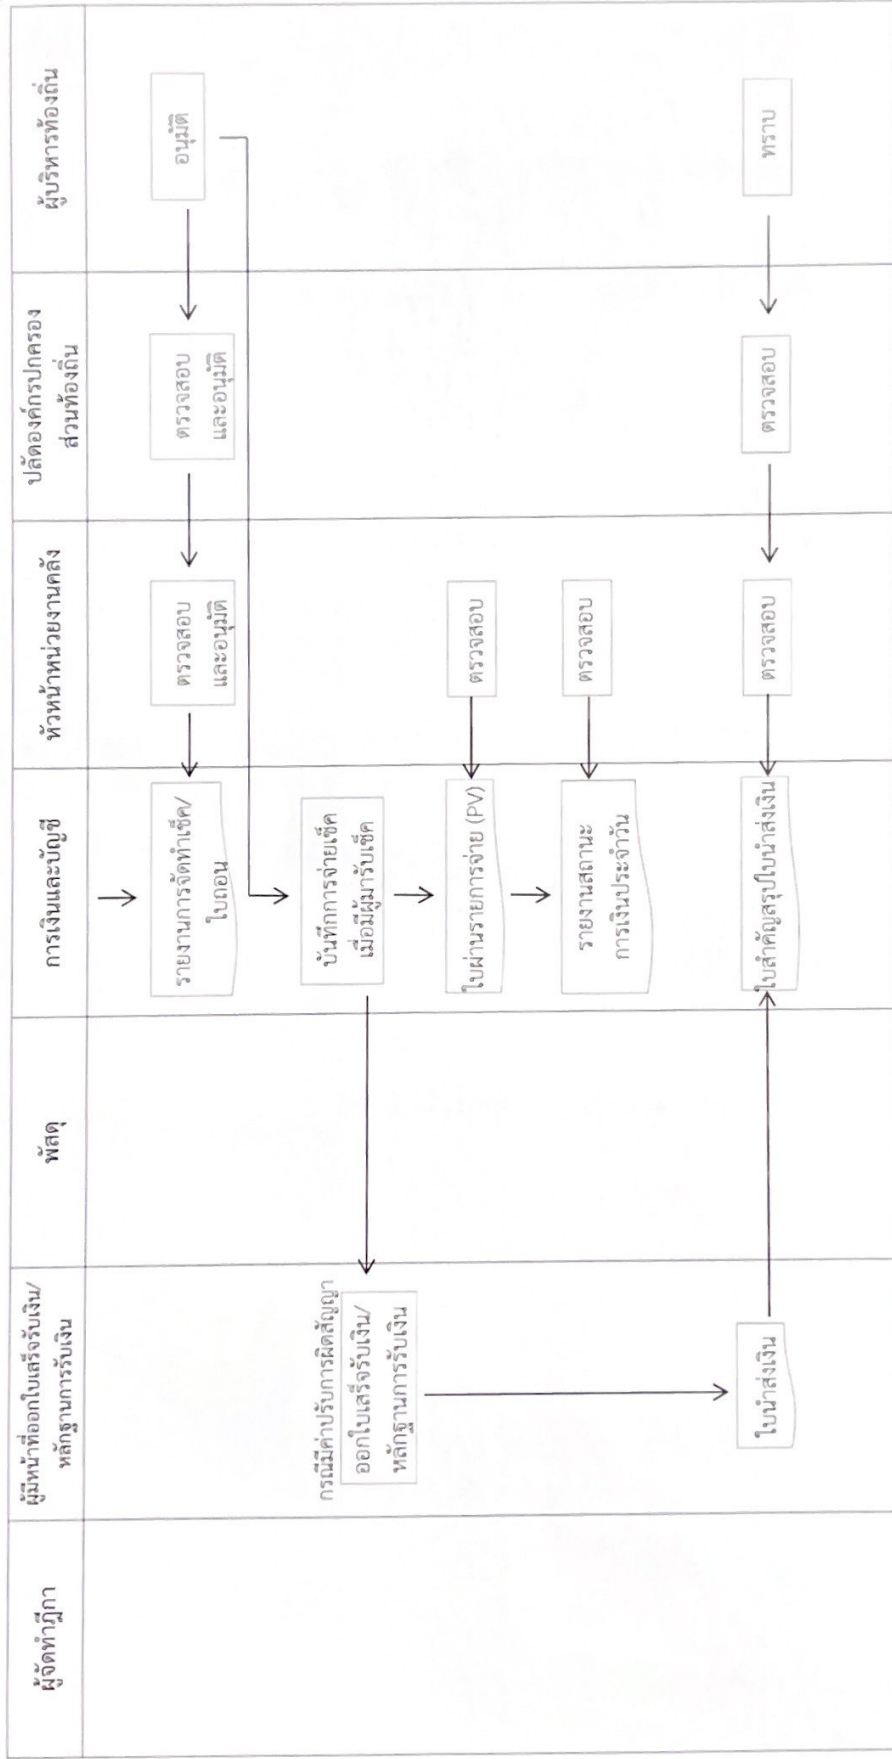 ผู้จัดทำฎีกา
ผู้มีหน้าที่ออกใบเสร็จรับเงิน/
หลักฐานการรับเงิน
พัสดุ
การเงินและบัญชี
หัวหน้าหน่วยงานคลัง
ปลัดองค์กรปกครอง
ส่วนท้องถิ่น
ผู้บริหารท้องถิ่น
รายงานการจัดทำเช็ค/
ใบถอน
ตรวจสอบ
และอนุมัติ
ตรวจสอบ
และอนุมัติ
อนุมัติ
กรณีมีค่าปรับการผิดสัญญา
ออกใบเสร็จรับเงิน/
หลักฐานการรับเงิน
บันทึกการจ่ายเช็ค
เมื่อมีผู้มารับเช็ค
ใบผ่านรายการจ่าย (PV)
ตรวจสอบ
รายงานสถานะ
การเงินประจำวัน
ตรวจสอบ
ใบนำส่งเงิน
ใบสำคัญสรุปใบนำส่งเงิน
ตรวจสอบ
ตรวจสอบ
ทราบ